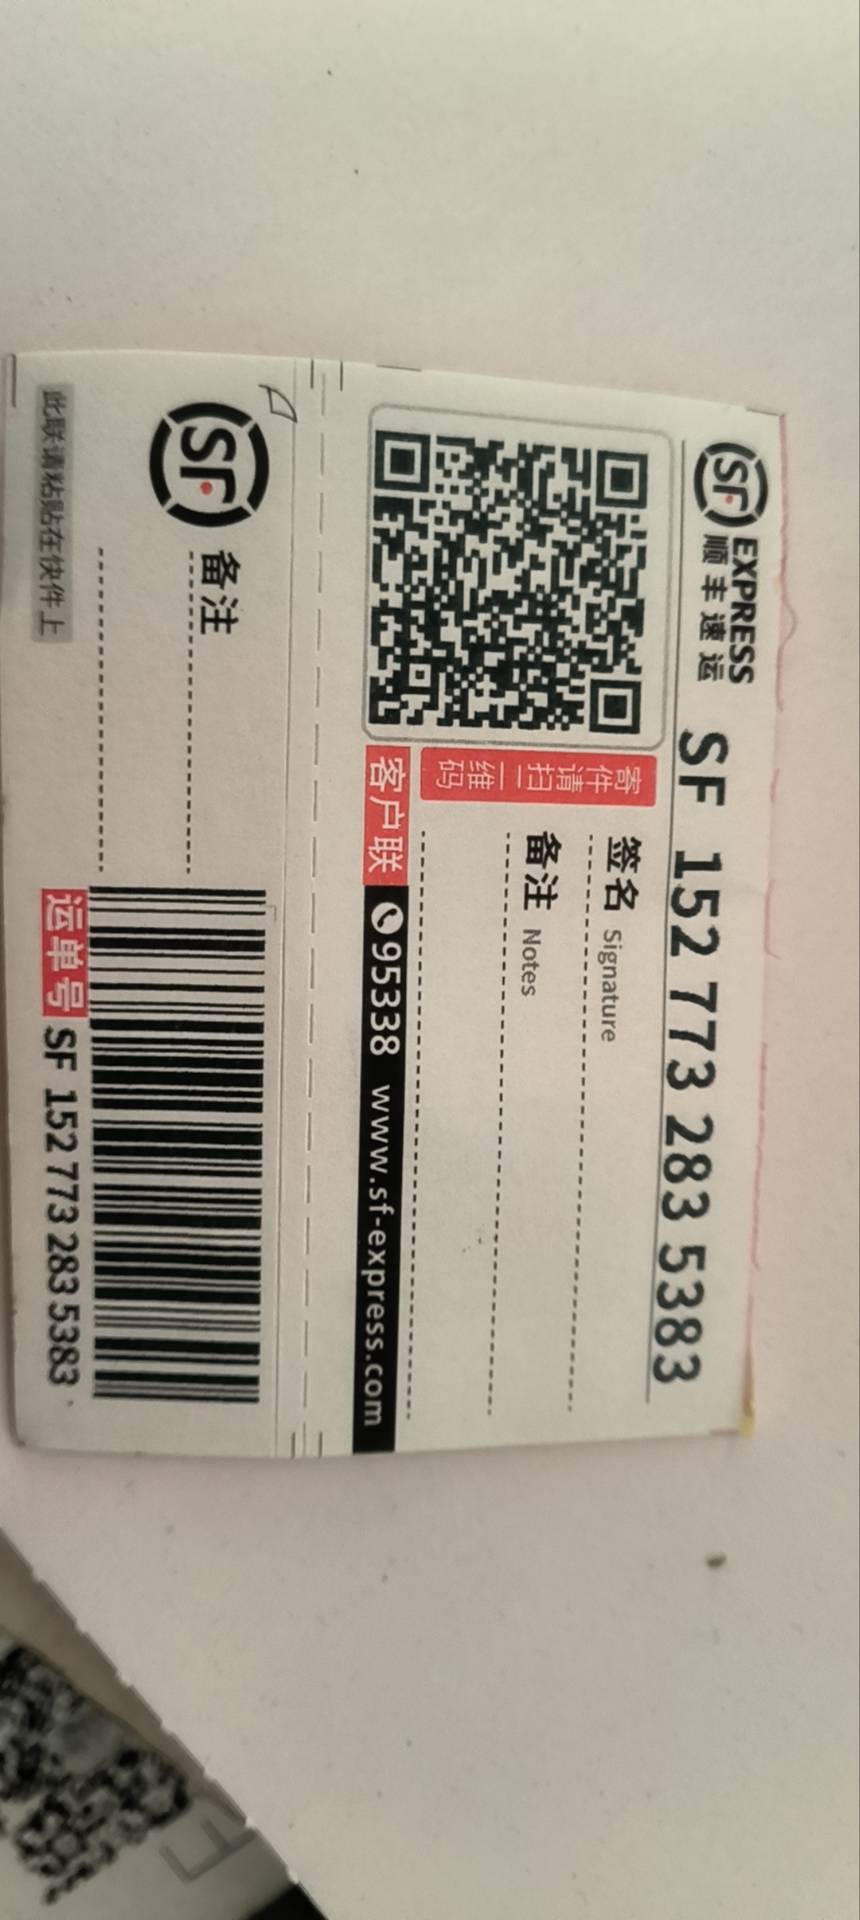 SF EXPRESS
顺丰速运
SF 152 773 283 5383
寄件请扫二维码
签名 Signature
备注 Notes
客户联 95338 www.sf-express.com
SF
备注
运单号 SF 152 773 283 5383
此联请粘贴在快件上